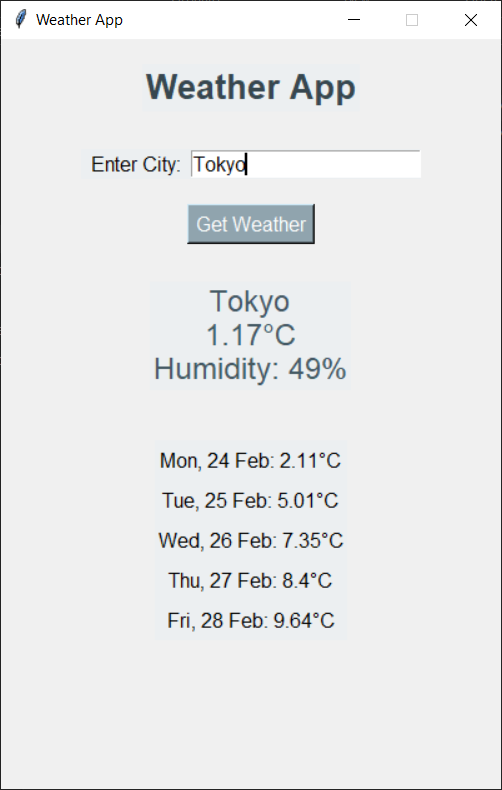 Weather App
Weather App
Enter City: Tokyo
Get Weather
Tokyo
1.17°C
Humidity: 49%
Mon, 24 Feb: 2.11°C
Tue, 25 Feb: 5.01°C
Wed, 26 Feb: 7.35°C
Thu, 27 Feb: 8.4°C
Fri, 28 Feb: 9.64°C